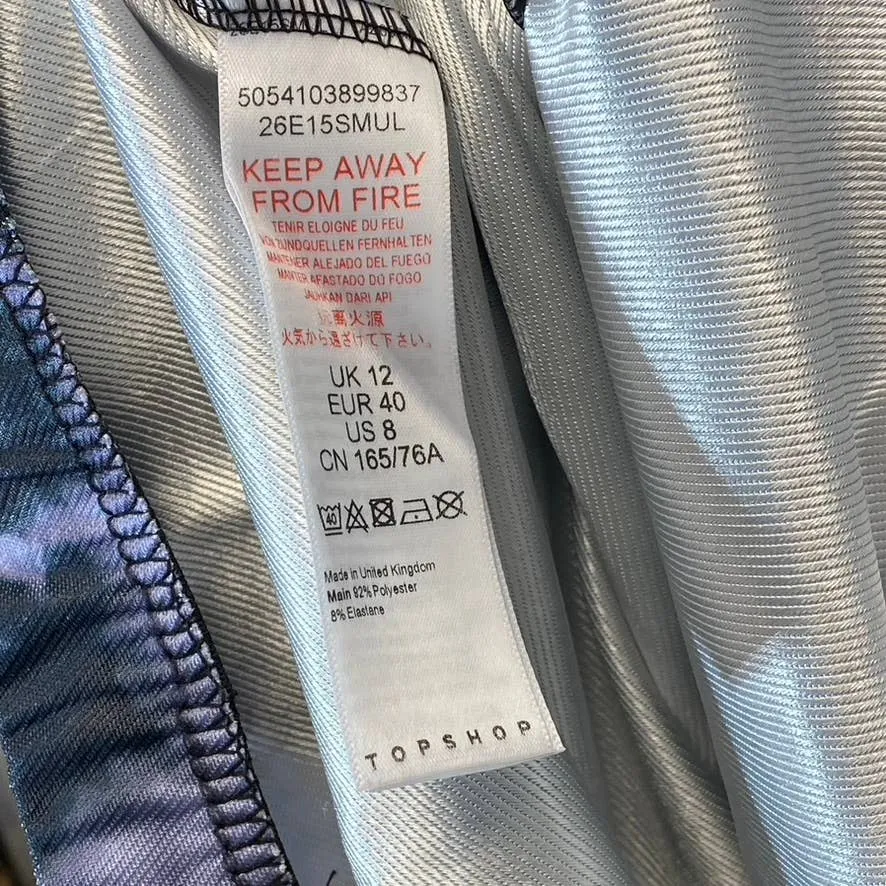 5054103899837
26E15SMUL
KEEP AWAY
FROM FIRE
TENIR ELOIGNE DU FEU
VON ZUNDQUELLEN FERNHALTEN
MANTENER ALEJADO DEL FUEGO
MANTER AFASTADO DO FOGO
JAUHKAN DARI API
火源
火気から遠ざけて下さい。
UK 12
EUR 40
US 8
CN 165/76A
40
Made in United Kingdom
Main 92% Polyester
8% Elastane
TOPSHOP